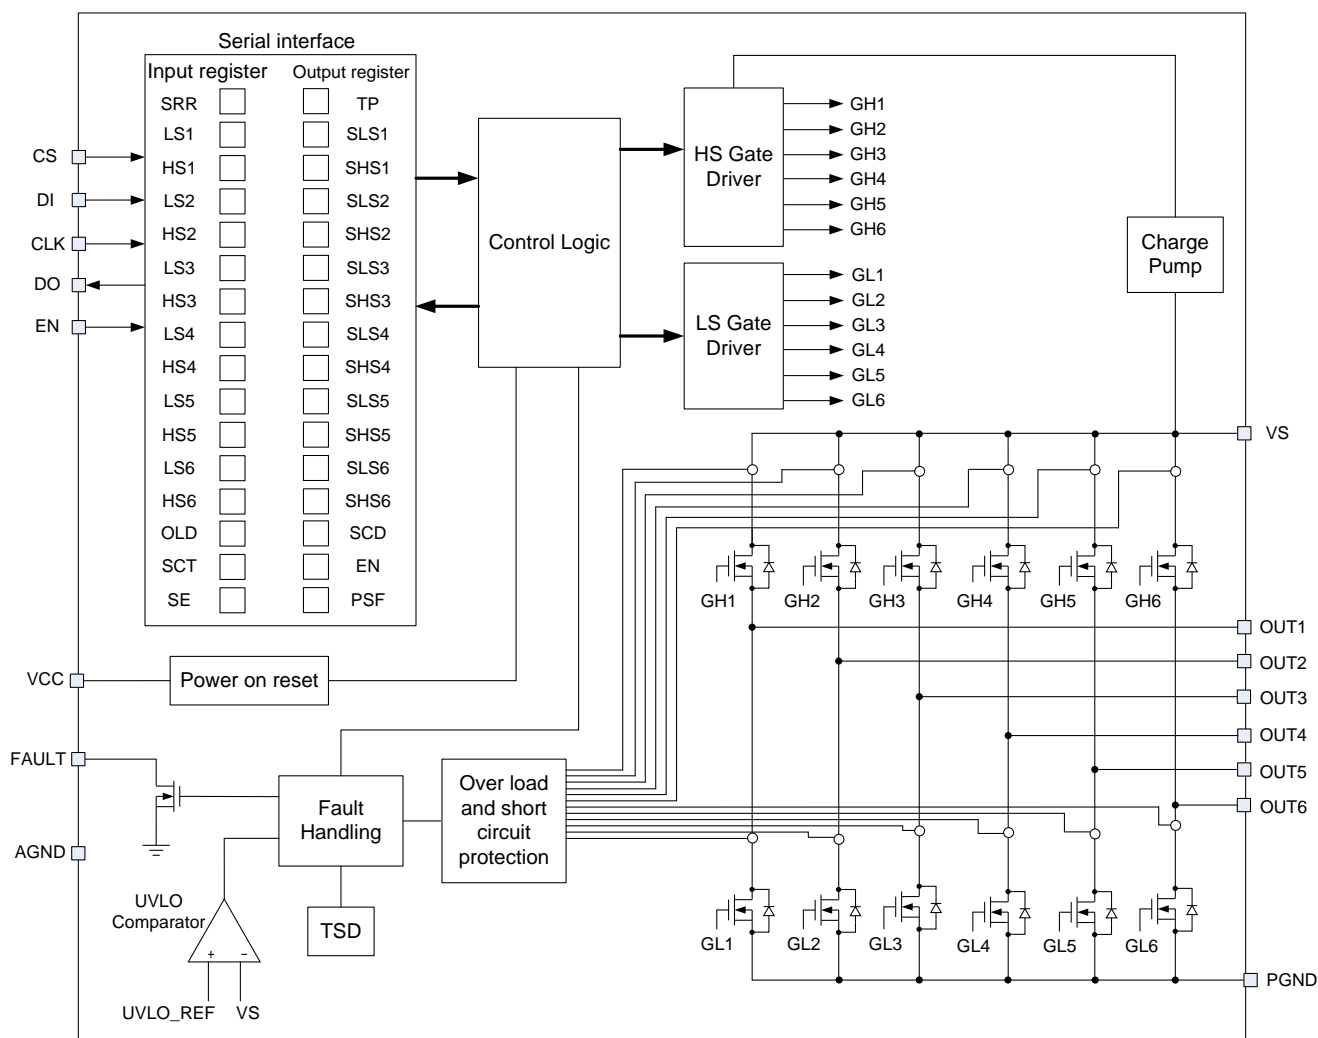 Serial interface
Input register
Output register
SRR
TP
LS1
SLS1
HS1
SHS1
LS2
SLS2
HS2
SHS2
LS3
SLS3
HS3
SHS3
LS4
SLS4
HS4
SHS4
LS5
SLS5
HS5
SHS5
LS6
SLS6
HS6
SHS6
OLD
SCD
SCT
EN
SE
PSF
CS
DI
CLK
DO
EN
Control Logic
HS Gate
Driver
GH1
GH2
GH3
GH4
GH5
GH6
LS Gate
Driver
GL1
GL2
GL3
GL4
GL5
GL6
Charge
Pump
VS
GH1
GH2
GH3
GH4
GH5
GH6
OUT1
OUT2
OUT3
OUT4
OUT5
OUT6
VCC
Power on reset
FAULT
Fault
Handling
Over load
and short
circuit
protection
AGND
UVLO
Comparator
+
−
UVLO_REF
VS
TSD
GL1
GL2
GL3
GL4
GL5
GL6
PGND